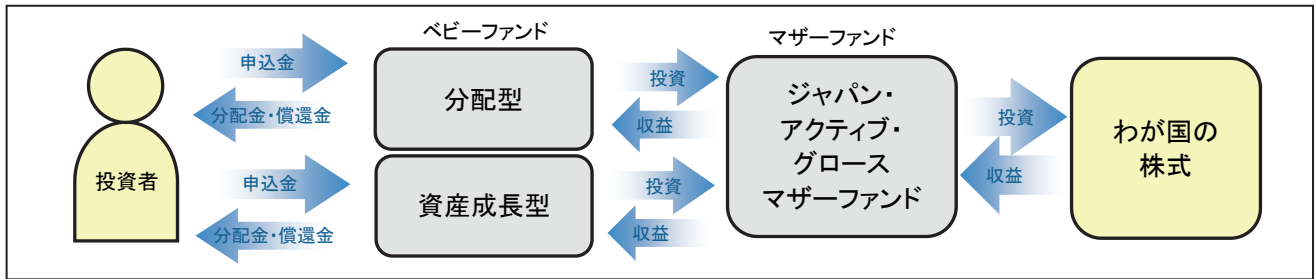 ベビーファンド
マザーファンド
申込金
分配金・償還金
投資者
申込金
分配金・償還金
分配型
資産成長型
投資
収益
投資
収益
ジャパン・
アクティブ・
グロース
マザーファンド
投資
収益
わが国の
株式